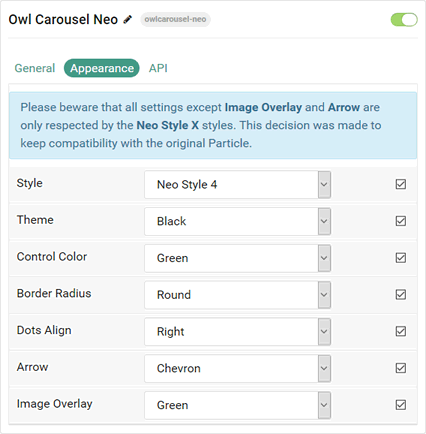 Owl Carousel Neo owlcarousel-neo
General Appearance API
Please beware that all settings except Image Overlay and Arrow are
only respected by the Neo Style X styles. This decision was made to
keep compatibility with the original Particle.
Style Neo Style 4
Theme Black
Control Color Green
Border Radius Round
Dots Align Right
Arrow Chevron
Image Overlay Green